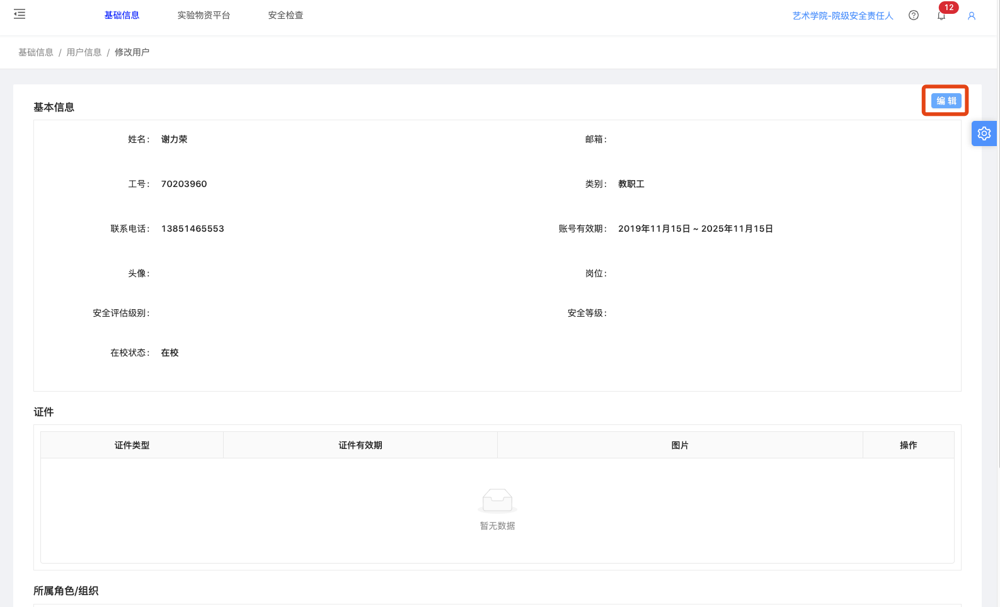 基础信息 实验物资平台 安全检查 艺术学院-院级安全责任人 12
基础信息 / 用户信息 / 修改用户
基本信息 编 辑
姓名： 谢力荣 邮箱：
工号： 70203960 类别： 教职工
联系电话： 13851465553 账号有效期： 2019年11月15日 ~ 2025年11月15日
头像： 岗位：
安全评估级别： 安全等级：
在校状态： 在校
证件
证件类型 证件有效期 图片 操作
暂无数据
所属角色/组织